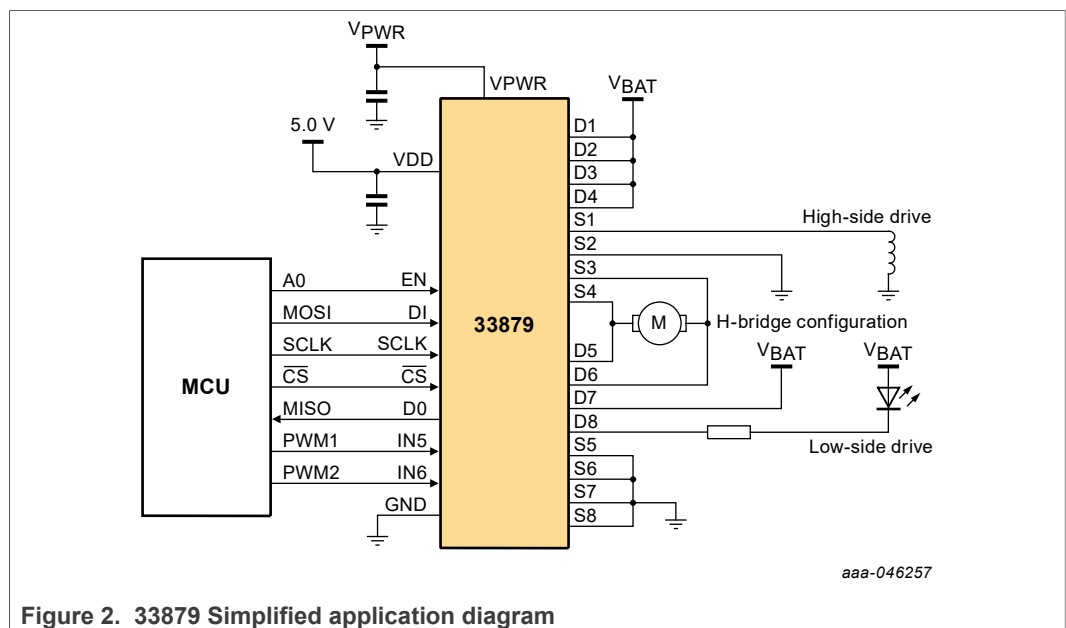 VPWR
VPWR
VBAT
5.0 V
VDD
D1
D2
D3
D4
S1
High-side drive
S2
S3
S4
M
H-bridge configuration
D5
D6
D7
VBAT
VBAT
D8
Low-side drive
S5
S6
S7
S8
33879
MCU
A0
EN
MOSI
DI
SCLK
SCLK
CS
CS
MISO
D0
PWM1
IN5
PWM2
IN6
GND
aaa-046257
Figure 2. 33879 Simplified application diagram